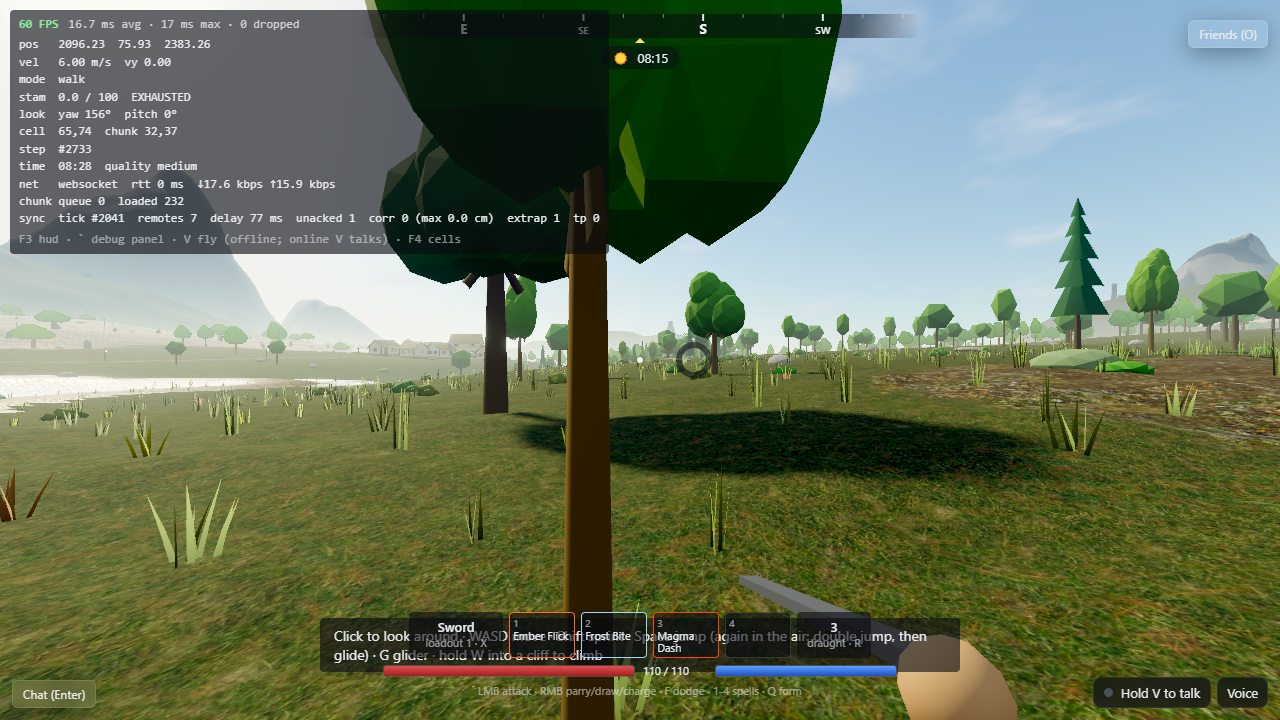 60 FPS 16.7 ms avg · 17 ms max · 0 dropped
pos 2096.23 75.93 2383.26
vel 6.00 m/s vy 0.00
mode walk
stam 0.0 / 100 EXHAUSTED
look yaw 156° pitch 0°
cell 65,74 chunk 32,37
step #2733
time 08:28 quality medium
net websocket rtt 0 ms ↓17.6 kbps ↑15.9 kbps
chunk queue 0 loaded 232
sync tick #2041 remotes 7 delay 77 ms unacked 1 corr 0 (max 0.0 cm) extrap 1 tp 0
F3 hud · ` debug panel · V fly (offline; online V talks) · F4 cells
E SE S SW
08:15
Friends (O)
Sword
loadout 1 · X
1 Ember Flick
2 Frost Bite
3 Magma Dash
4
3
draught · R
Click to look around · WASD (again in the air: double jump, then
glide) · G glider · hold W into a cliff to climb
110 / 110
LMB attack · RMB parry/draw/charge · F dodge · 1-4 spells · Q form
Chat (Enter)
Hold V to talk
Voice